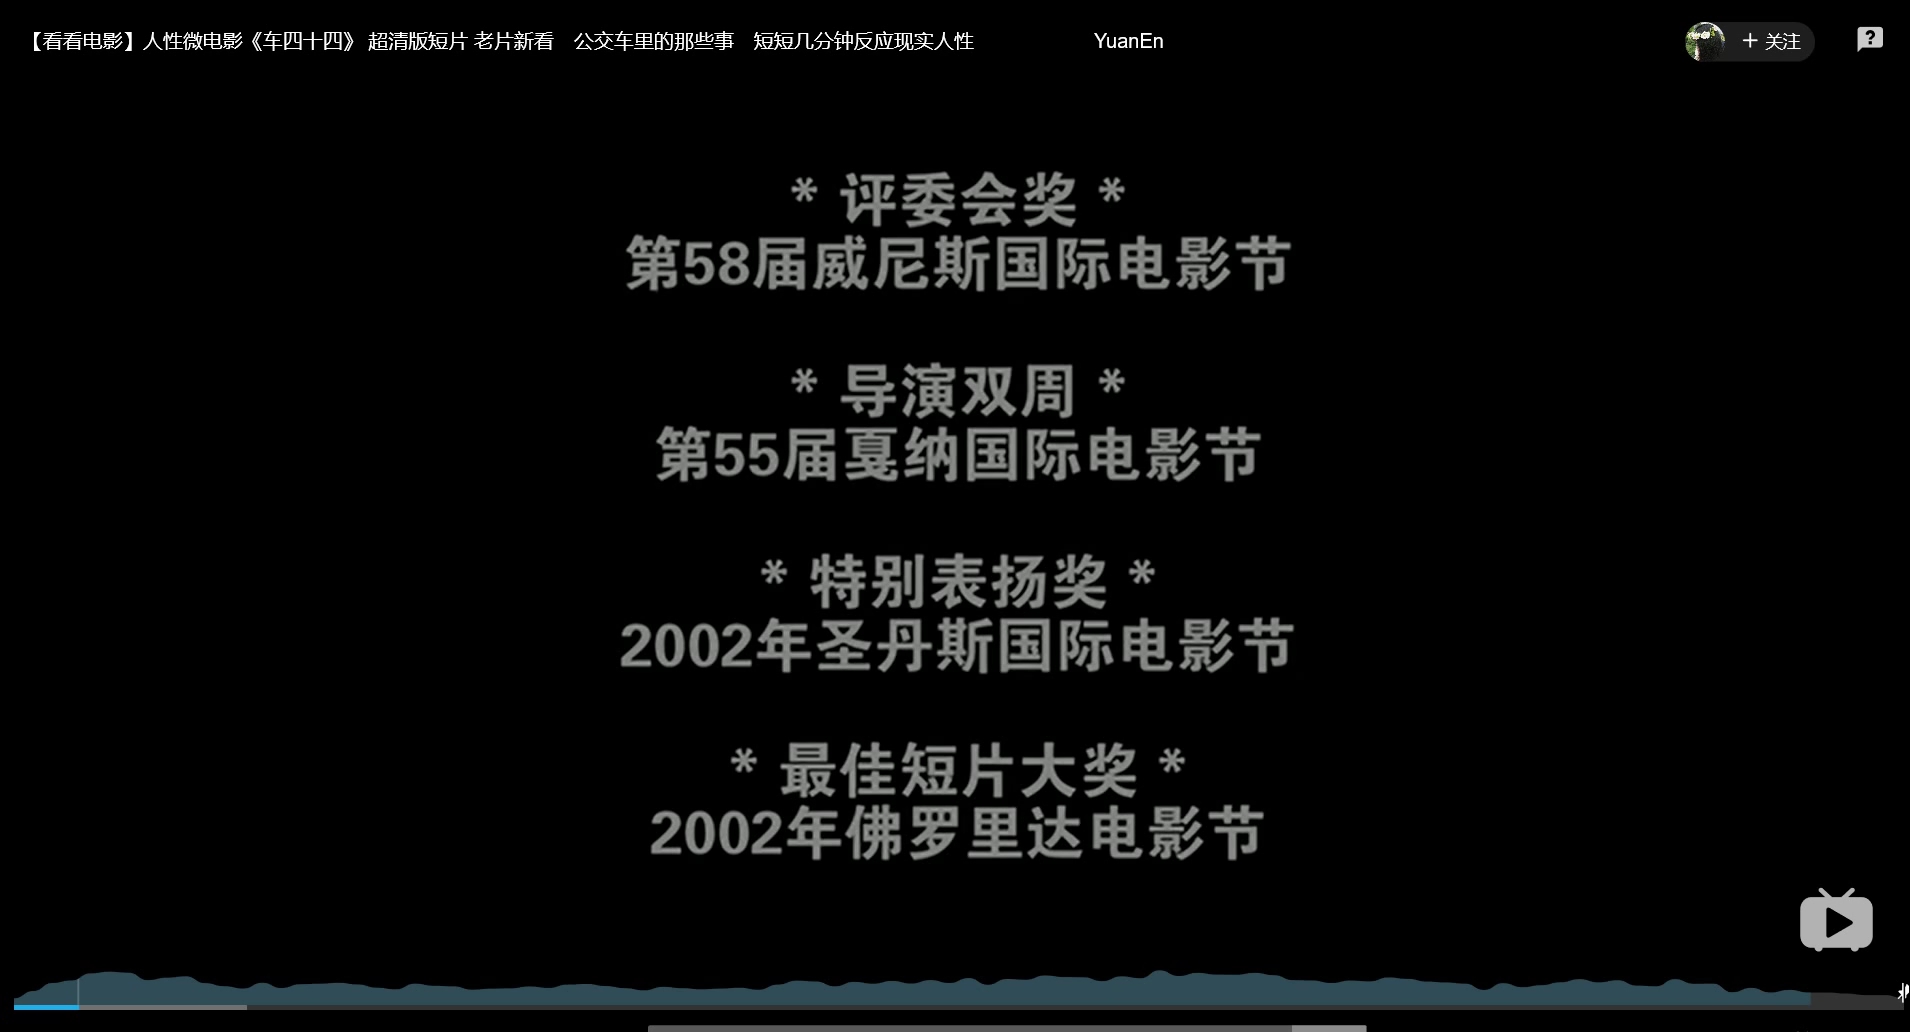 【看看电影】人性微电影《车四十四》 超清版短片 老片新看　公交车里的那些事　短短几分钟反应现实人性
YuanEn
+ 关注
* 评委会奖 *
第58届威尼斯国际电影节
* 导演双周 *
第55届戛纳国际电影节
* 特别表扬奖 *
2002年圣丹斯国际电影节
* 最佳短片大奖 *
2002年佛罗里达电影节